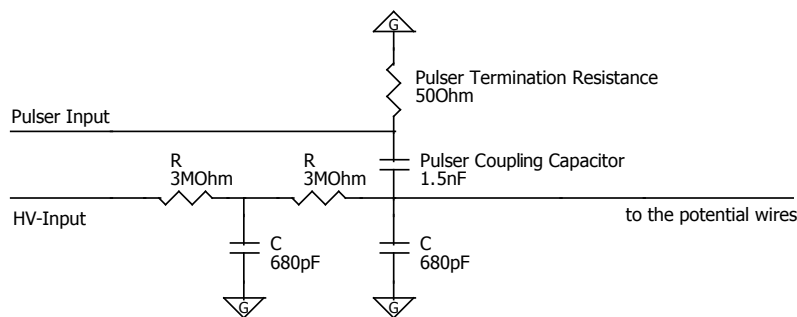 G
Pulser Termination Resistance
50Ohm
Pulser Input
R
3MOhm
R
3MOhm
Pulser Coupling Capacitor
1.5nF
HV-Input
to the potential wires
C
680pF
C
680pF
G
G